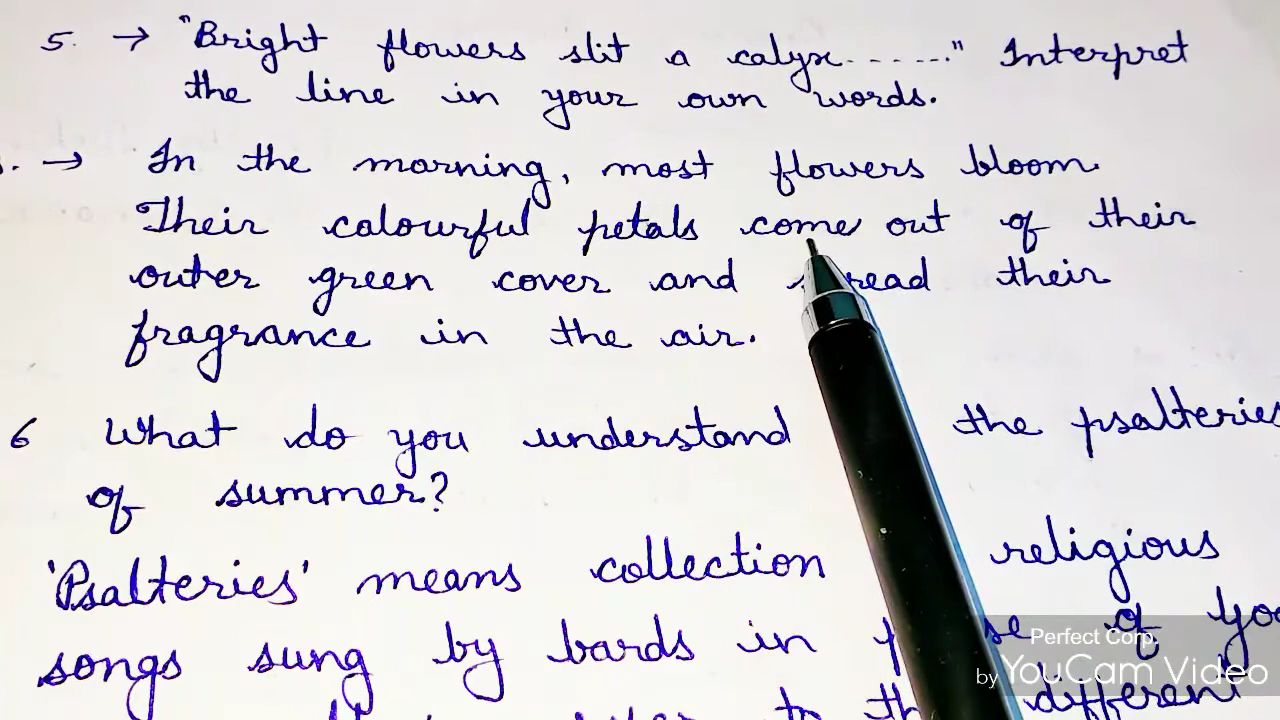 5. → "Bright flowers slit a calyx......" Interpret
the line in your own words.
. → In the morning, most flowers bloom.
Their colourful petals come out of their
outer green cover and their
fragrance in the air.
6 What do you understand the psalteries
of summer?
'Psalteries' means collection religious
songs sung by bards in of
to different
Perfect Corp.
by YouCam Video